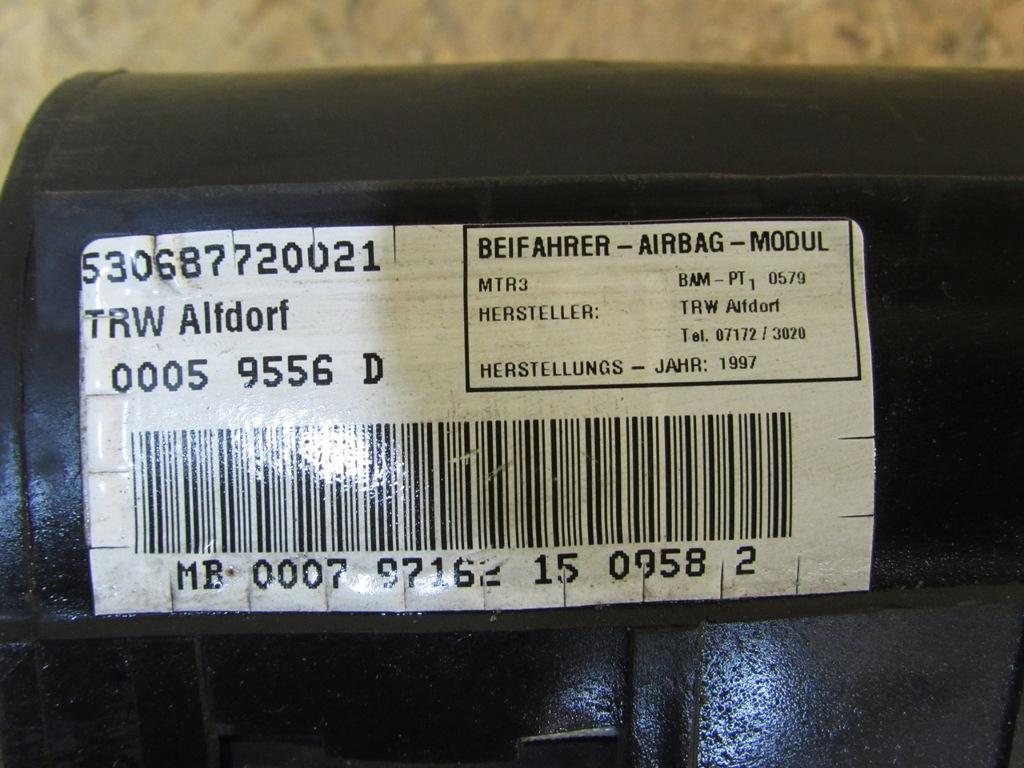 530687720021
TRW Alfdorf
0005 9556 D
BEIFAHRER – AIRBAG – MODUL
MTR3 BAM – PT1 0579
HERSTELLER: TRW Alfdorf
Tel. 07172 / 3020
HERSTELLUNGS – JAHR: 1997
MB 0007 97162 15 0958 2